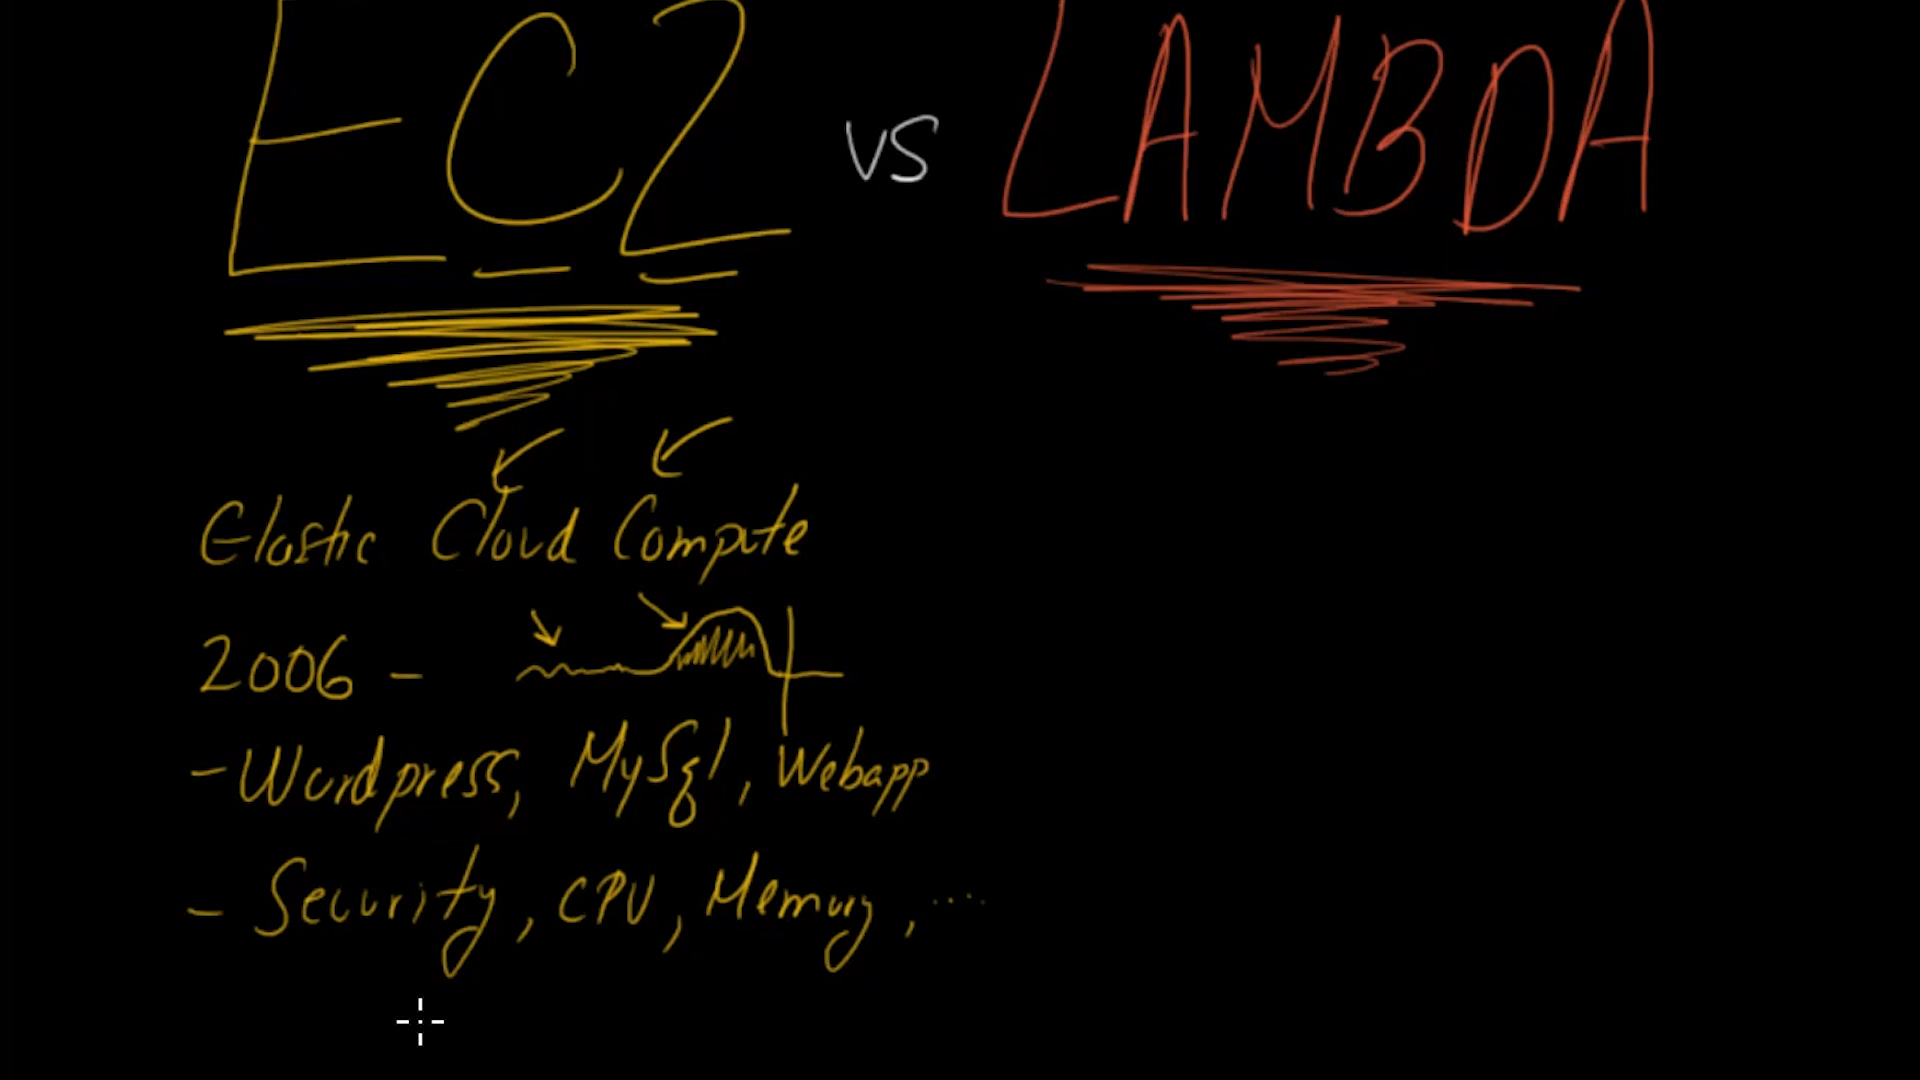 EC2 vs LAMBDA
Elastic Cloud Compute
2006 -
- Wordpress, MySql, Webapp
- Security, CPU, Memory, ....